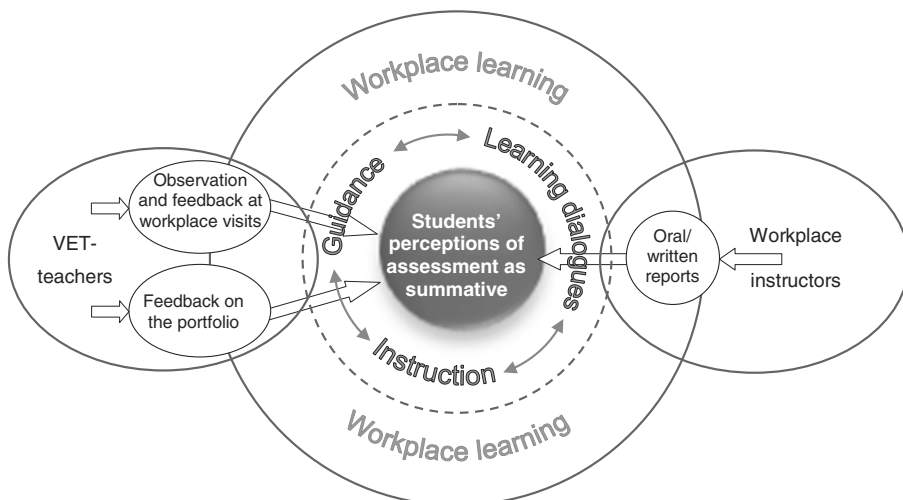 Workplace learning
Guidance
Learning dialogues
Observation
and feedback at
workplace visits
VET-
teachers
Feedback on
the portfolio
Students’
perceptions of
assessment as
summative
Oral/
written
reports
Workplace
instructors
Instruction
Workplace learning